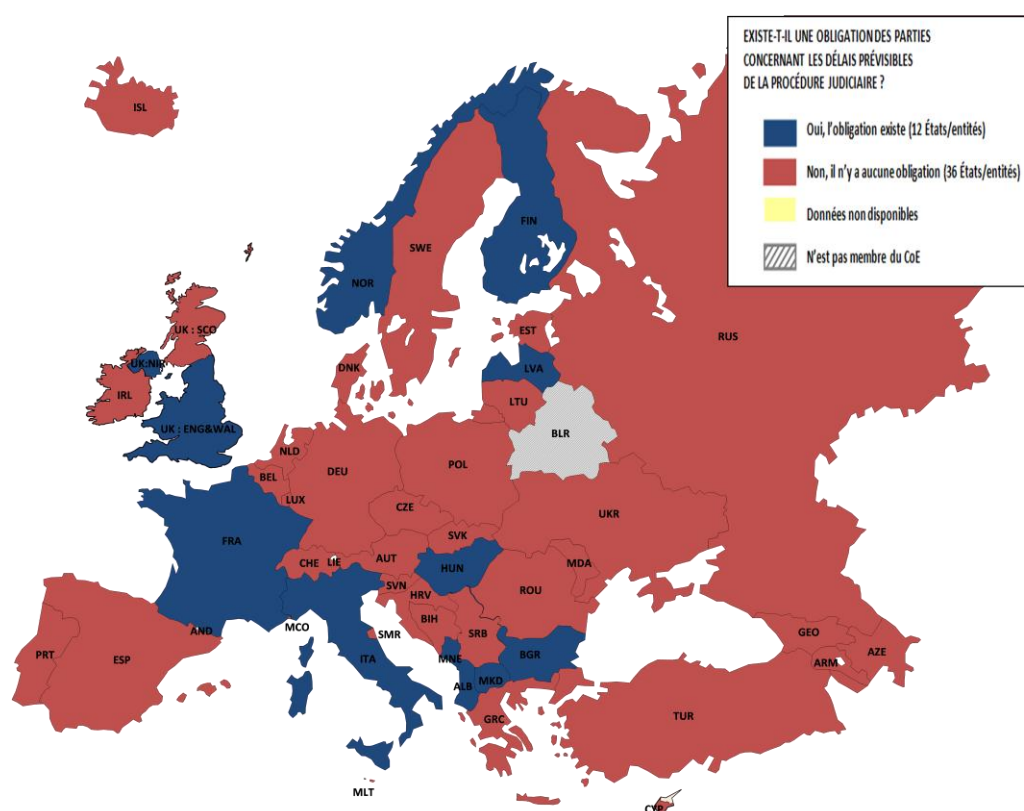 EXISTE-T-IL UNE OBLIGATION DES PARTIES
CONCERNANT LES DÉLAIS PRÉVISIBLES
DE LA PROCÉDURE JUDICIAIRE ?
Oui, l'obligation existe (12 États/entités)
Non, il n'y a aucune obligation (36 États/entités)
Données non disponibles
N'est pas membre du CoE
ISL
FIN
SWE
NOR
UK : SCO
EST
RUS
UK:NIR
DNK
LVA
IRL
LTU
UK : ENG&WAL
BLR
NLD
POL
DEU
BEL
LUX
CZE
UKR
FRA
SVK
CHE
LIE
AUT
HUN
MDA
SVN
ROU
HRV
BIH
MCO
AND
SMR
SRB
GEO
PRT
ESP
ITA
MNE
BGR
AZE
ARM
ALB
MKD
GRC
TUR
MLT
CYP